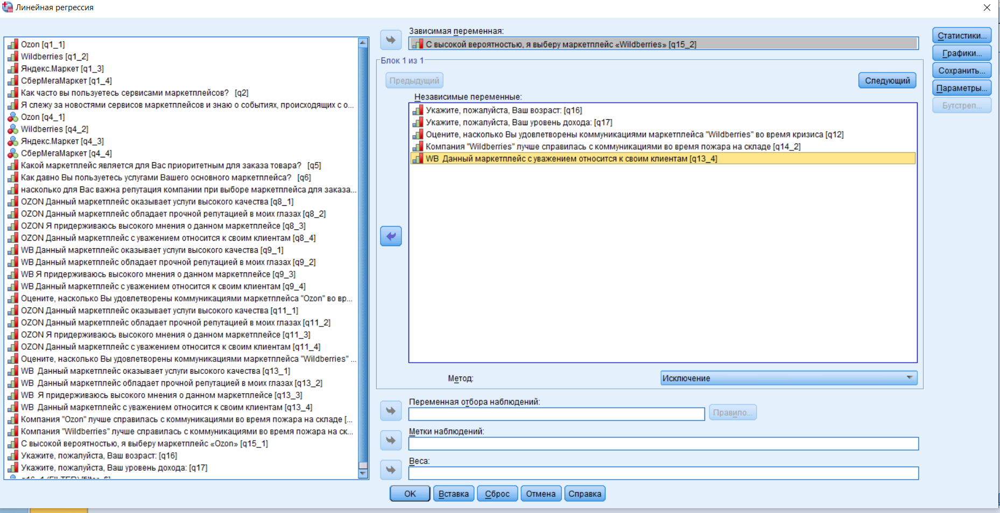 Линейная регрессия
Ozon [q1_1]
Wildberries [q1_2]
Яндекс.Маркет [q1_3]
СберМегаМаркет [q1_4]
Как часто вы пользуетесь сервисами маркетплейсов? [q2]
Я слежу за новостями сервисов маркетплейсов и знаю о событиях, происходящих с о...
Ozon [q4_1]
Wildberries [q4_2]
Яндекс.Маркет [q4_3]
СберМегаМаркет [q4_4]
Какой маркетплейс является для Вас приоритетным для заказа товара? [q5]
Как давно Вы пользуетесь услугами Вашего основного маркетплейса? [q6]
насколько для Вас важна репутация компании при выборе маркетплейса для заказа...
OZON Данный маркетплейс оказывает услуги высокого качества [q8_1]
OZON Данный маркетплейс обладает прочной репутацией в моих глазах [q8_2]
OZON Я придерживаюсь высокого мнения о данном маркетплейсе [q8_3]
OZON Данный маркетплейс с уважением относится к своим клиентам [q8_4]
WB Данный маркетплейс оказывает услуги высокого качества [q9_1]
WB Данный маркетплейс обладает прочной репутацией в моих глазах [q9_2]
WB Я придерживаюсь высокого мнения о данном маркетплейсе [q9_3]
WB Данный маркетплейс с уважением относится к своим клиентам [q9_4]
Оцените, насколько Вы удовлетворены коммуникациями маркетплейса "Ozon" во вр...
OZON Данный маркетплейс оказывает услуги высокого качества [q11_1]
OZON Данный маркетплейс обладает прочной репутацией в моих глазах [q11_2]
OZON Я придерживаюсь высокого мнения о данном маркетплейсе [q11_3]
OZON Данный маркетплейс с уважением относится к своим клиентам [q11_4]
Оцените, насколько Вы удовлетворены коммуникациями маркетплейса "Wildberries" ...
WB Данный маркетплейс оказывает услуги высокого качества [q13_1]
WB Данный маркетплейс обладает прочной репутацией в моих глазах [q13_2]
WB Я придерживаюсь высокого мнения о данном маркетплейсе [q13_3]
WB Данный маркетплейс с уважением относится к своим клиентам [q13_4]
Компания "Ozon" лучше справилась с коммуникациями во время пожара на складе [...
Компания "Wildberries" лучше справилась с коммуникациями во время пожара на ск...
С высокой вероятностью, я выберу маркетплейс «Ozon» [q15_1]
Укажите, пожалуйста, Ваш возраст: [q16]
Укажите, пожалуйста, Ваш уровень дохода: [q17]
Зависимая переменная:
С высокой вероятностью, я выберу маркетплейс «Wildberries» [q15_2]
Блок 1 из 1
Предыдущий
Следующий
Независимые переменные:
Укажите, пожалуйста, Ваш возраст: [q16]
Укажите, пожалуйста, Ваш уровень дохода: [q17]
Оцените, насколько Вы удовлетворены коммуникациями маркетплейса "Wildberries" во время кризиса [q12]
Компания "Wildberries" лучше справилась с коммуникациями во время пожара на складе [q14_2]
WB Данный маркетплейс с уважением относится к своим клиентам [q13_4]
Метод:
Исключение
Переменная отбора наблюдений:
Правило...
Метки наблюдений:
Веса:
OK
Вставка
Сброс
Отмена
Справка
Статистики...
Графики...
Сохранить...
Параметры...
Бутстреп...